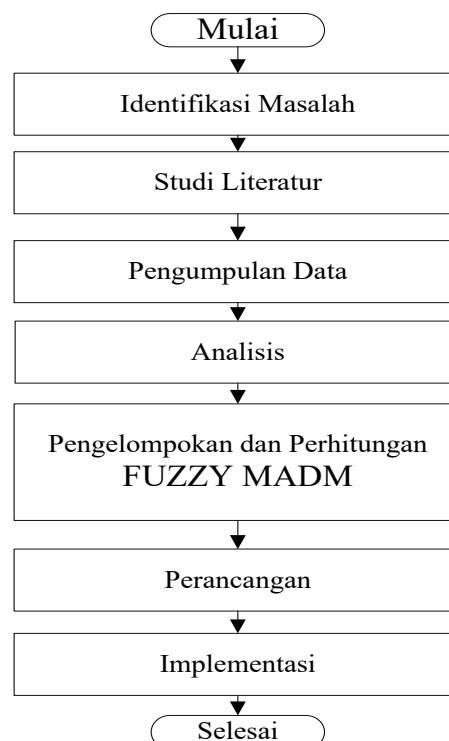 Mulai
Identifikasi Masalah
Studi Literatur
Pengumpulan Data
Analisis
Pengelompokan dan Perhitungan
FUZZY MADM
Perancangan
Implementasi
Selesai